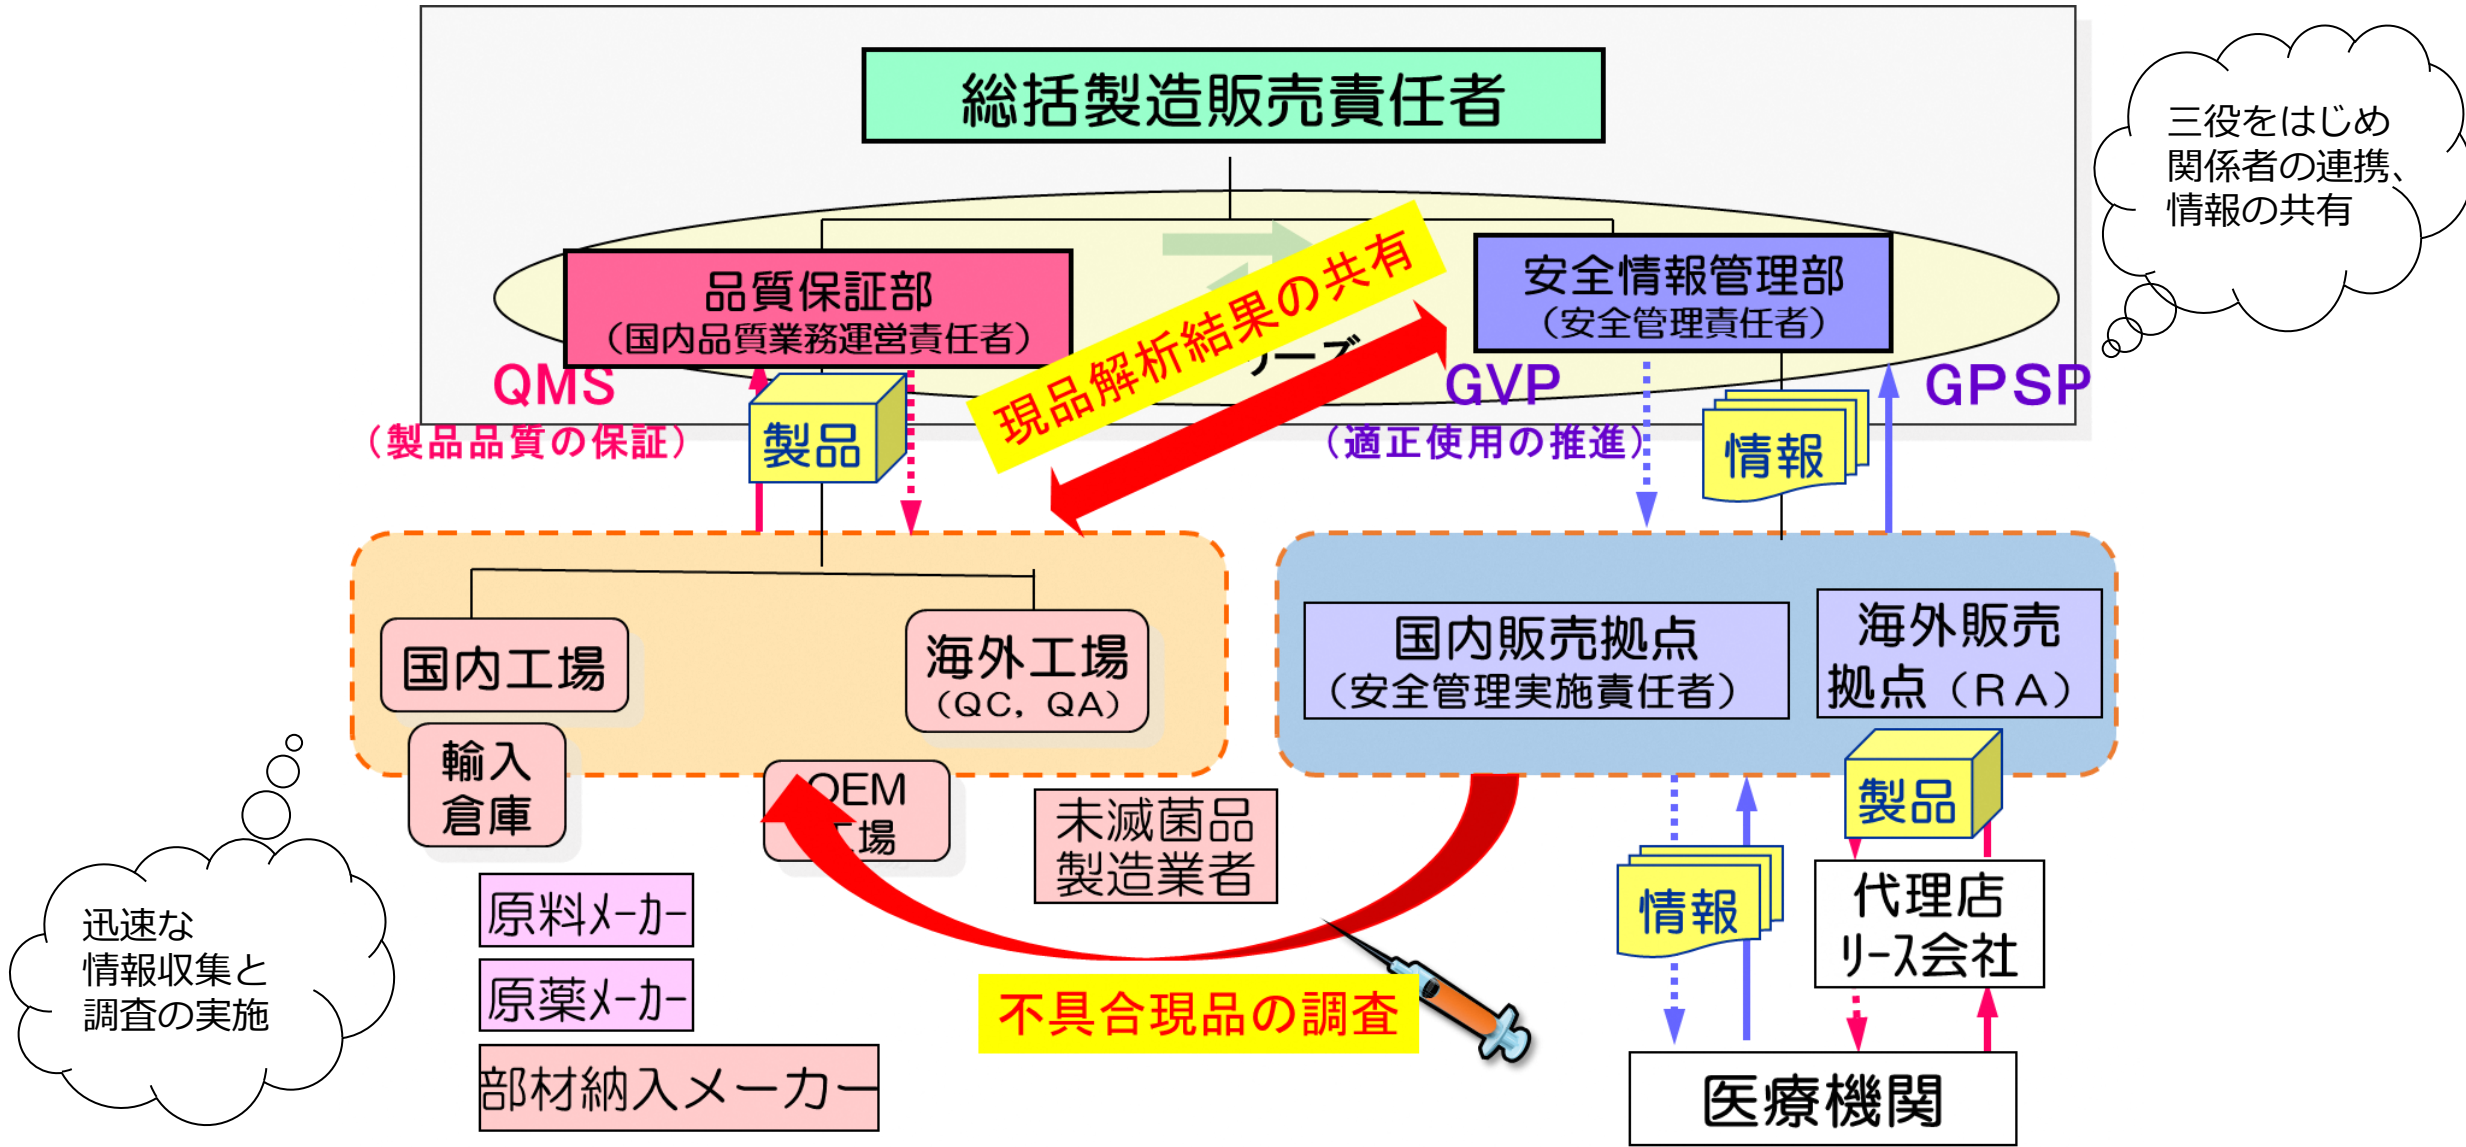 総括製造販売責任者
三役をはじめ
関係者の連携、
情報の共有
品質保証部
（国内品質業務運営責任者）
現品解析結果の共有
安全情報管理部
（安全管理責任者）
リーズ
QMS
（製品品質の保証）
製品
GVP
（適正使用の推進）
情報
GPSP
国内工場
海外工場
（QC，QA）
輸入
倉庫
OEM
工場
未滅菌品
製造業者
国内販売拠点
（安全管理実施責任者）
海外販売
拠点（RA）
製品
情報
代理店
ﾘｰｽ会社
医療機関
迅速な
情報収集と
調査の実施
原料ﾒｰｶｰ
原薬ﾒｰｶｰ
部材納入メーカー
不具合現品の調査